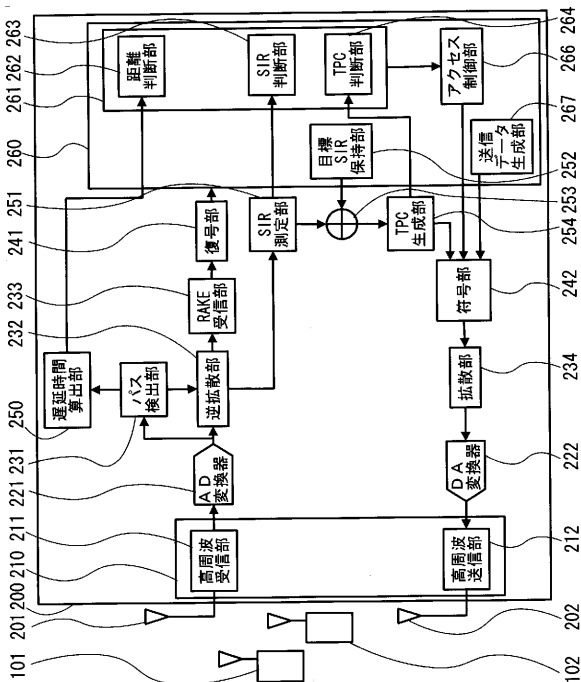 101
201
200
210
211
221
231
250
232
233
241
251
260
261
262
263
遅延時間
算出部
距離
判断部
パス
検出部
高周波
受信部
AD
変換器
逆拡散部
RAKE
受信部
復号部
SIR
測定部
SIR
判断部
目標
SIR
保持部
TPC
判断部
TPC
生成部
高周波
送信部
DA
変換器
拡散部
符号部
送信
データ
生成部
アクセス
制御部
102
202
212
222
234
242
254
253
252
267
266
264